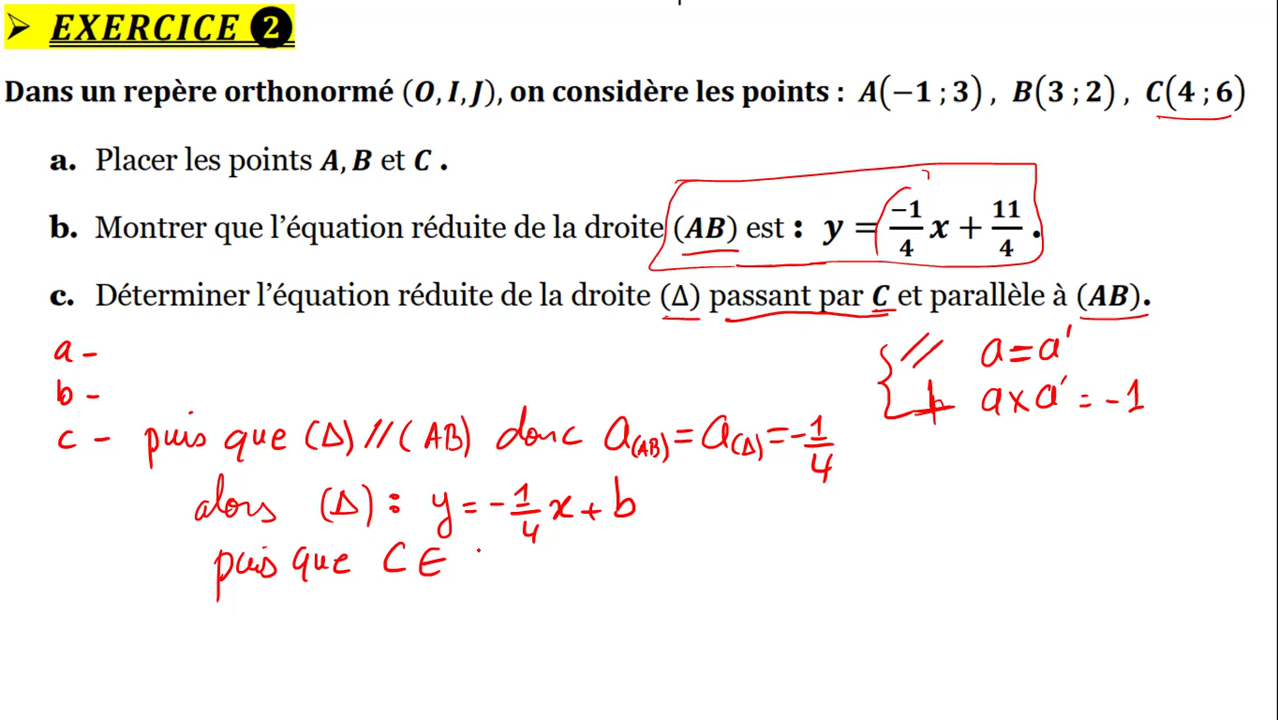 ➢ EXERCICE 2
Dans un repère orthonormé (O, I, J), on considère les points : A(−1 ; 3) , B(3 ; 2) , C(4 ; 6)
a. Placer les points A, B et C .
b. Montrer que l’équation réduite de la droite (AB) est : y = -1/4 x + 11/4 .
c. Déterminer l’équation réduite de la droite (Δ) passant par C et parallèle à (AB).
a -
// a = a'
b -
⊥ a × a' = -1
c - puis que (Δ) // (AB) donc a(AB) = a(Δ) = -1/4
alors (Δ) : y = -1/4 x + b
puis que C ∈